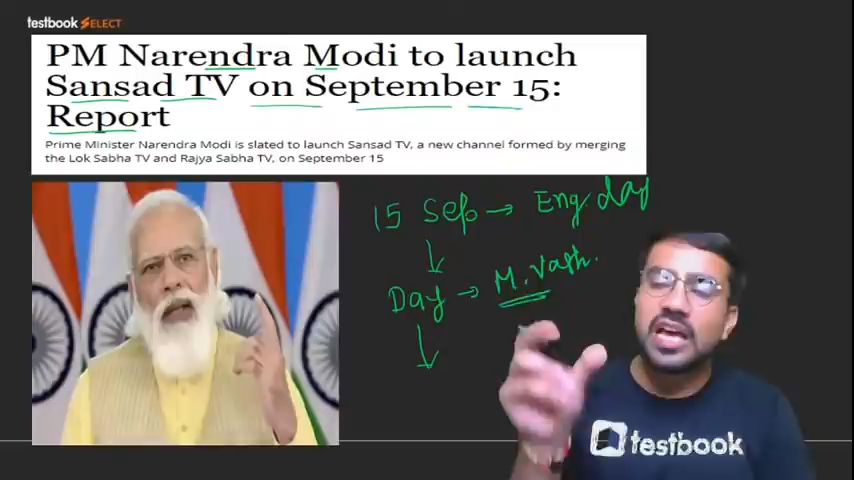 testbook SELECT
PM Narendra Modi to launch
Sansad TV on September 15:
Report
Prime Minister Narendra Modi is slated to launch Sansad TV, a new channel formed by merging
the Lok Sabha TV and Rajya Sabha TV, on September 15
15 Sep → Eng. day
Day → M. Vash.
testbook